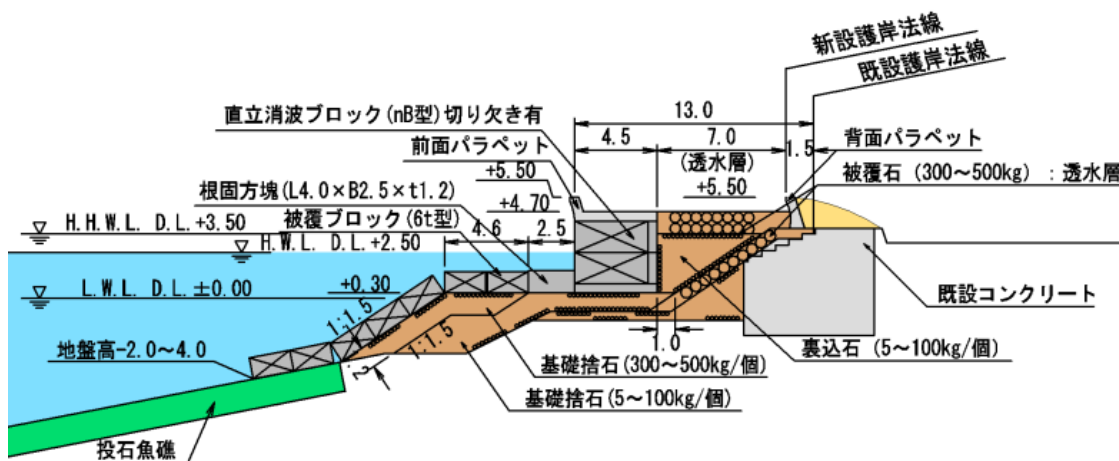 新設護岸法線
既設護岸法線
13.0
直立消波ブロック(nB型)切り欠き有
4.5
7.0
1.5
背面パラペット
前面パラペット
(透水層)
被覆石 (300～500kg) : 透水層
+5.50
+5.50
根固方塊(L4.0×B2.5×t1.2)
+4.70
被覆ブロック(6t型)
H.H.W.L. D.L.+3.50
4.6
2.5
H.W.L. D.L.+2.50
L.W.L. D.L.±0.00
+0.30
既設コンクリート
1:1.5
1:1.5
1.0
地盤高-2.0～4.0
裏込石 (5～100kg/個)
基礎捨石(300～500kg/個)
基礎捨石(5～100kg/個)
投石魚礁